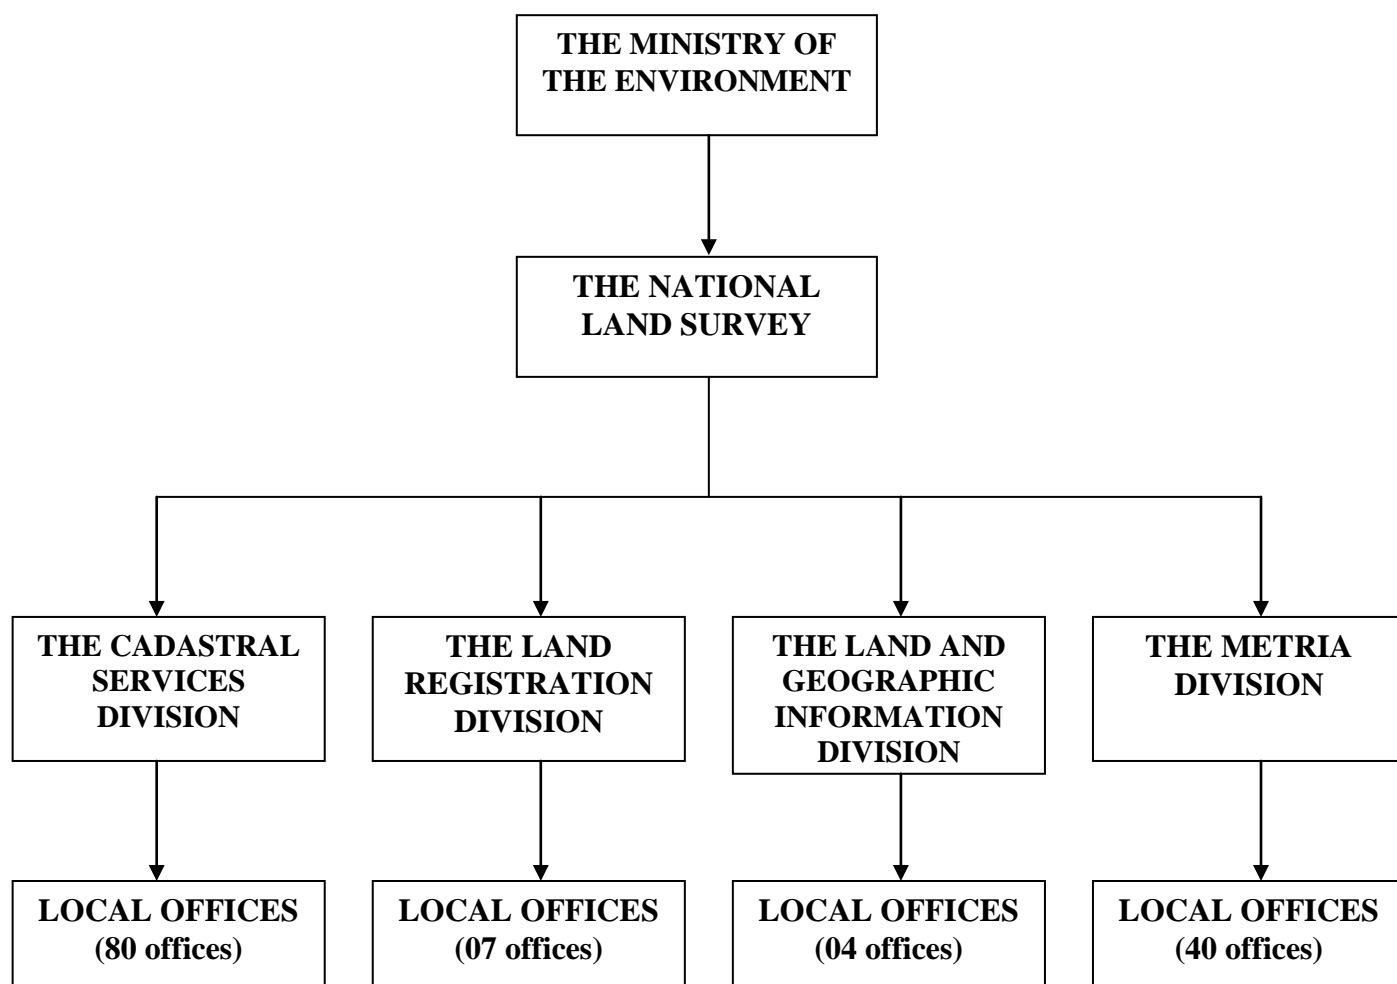 THE MINISTRY OF
THE ENVIRONMENT
THE NATIONAL
LAND SURVEY
THE CADASTRAL
SERVICES
DIVISION
THE LAND
REGISTRATION
DIVISION
THE LAND AND
GEOGRAPHIC
INFORMATION
DIVISION
THE METRIA
DIVISION
LOCAL OFFICES
(80 offices)
LOCAL OFFICES
(07 offices)
LOCAL OFFICES
(04 offices)
LOCAL OFFICES
(40 offices)